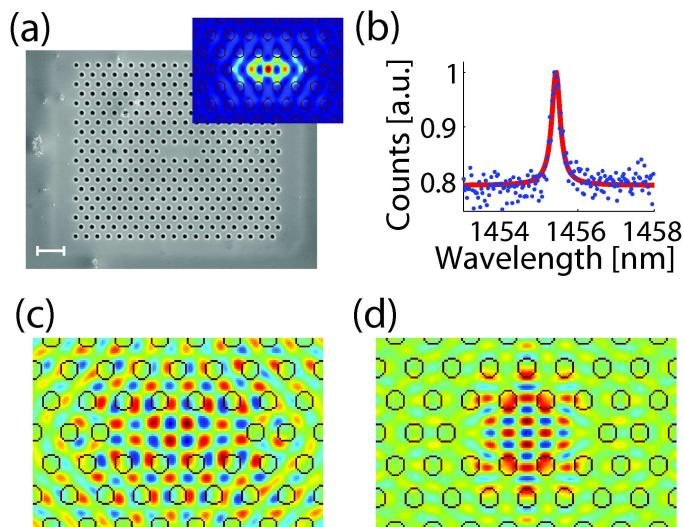 (a)
(b)
Counts [a.u.]
1
0.9
0.8
1454 1456 1458
Wavelength [nm]
(c)
(d)